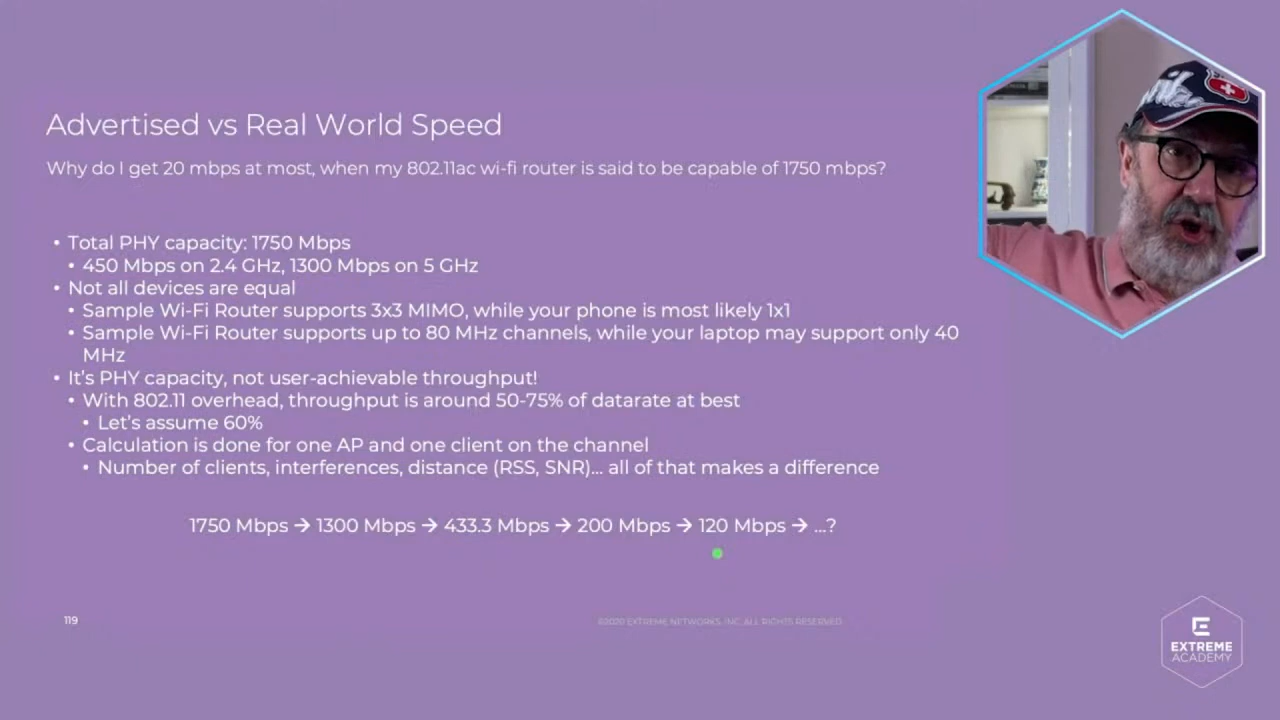 Advertised vs Real World Speed
Why do I get 20 mbps at most, when my 802.11ac wi-fi router is said to be capable of 1750 mbps?
• Total PHY capacity: 1750 Mbps
• 450 Mbps on 2.4 GHz, 1300 Mbps on 5 GHz
• Not all devices are equal
• Sample Wi-Fi Router supports 3x3 MIMO, while your phone is most likely 1x1
• Sample Wi-Fi Router supports up to 80 MHz channels, while your laptop may support only 40
MHz
• It's PHY capacity, not user-achievable throughput!
• With 802.11 overhead, throughput is around 50-75% of datarate at best
• Let's assume 60%
• Calculation is done for one AP and one client on the channel
• Number of clients, interferences, distance (RSS, SNR)... all of that makes a difference
1750 Mbps → 1300 Mbps → 433.3 Mbps → 200 Mbps → 120 Mbps → ...?
119
©2020 EXTREME NETWORKS, INC. ALL RIGHTS RESERVED
EXTREME
ACADEMY